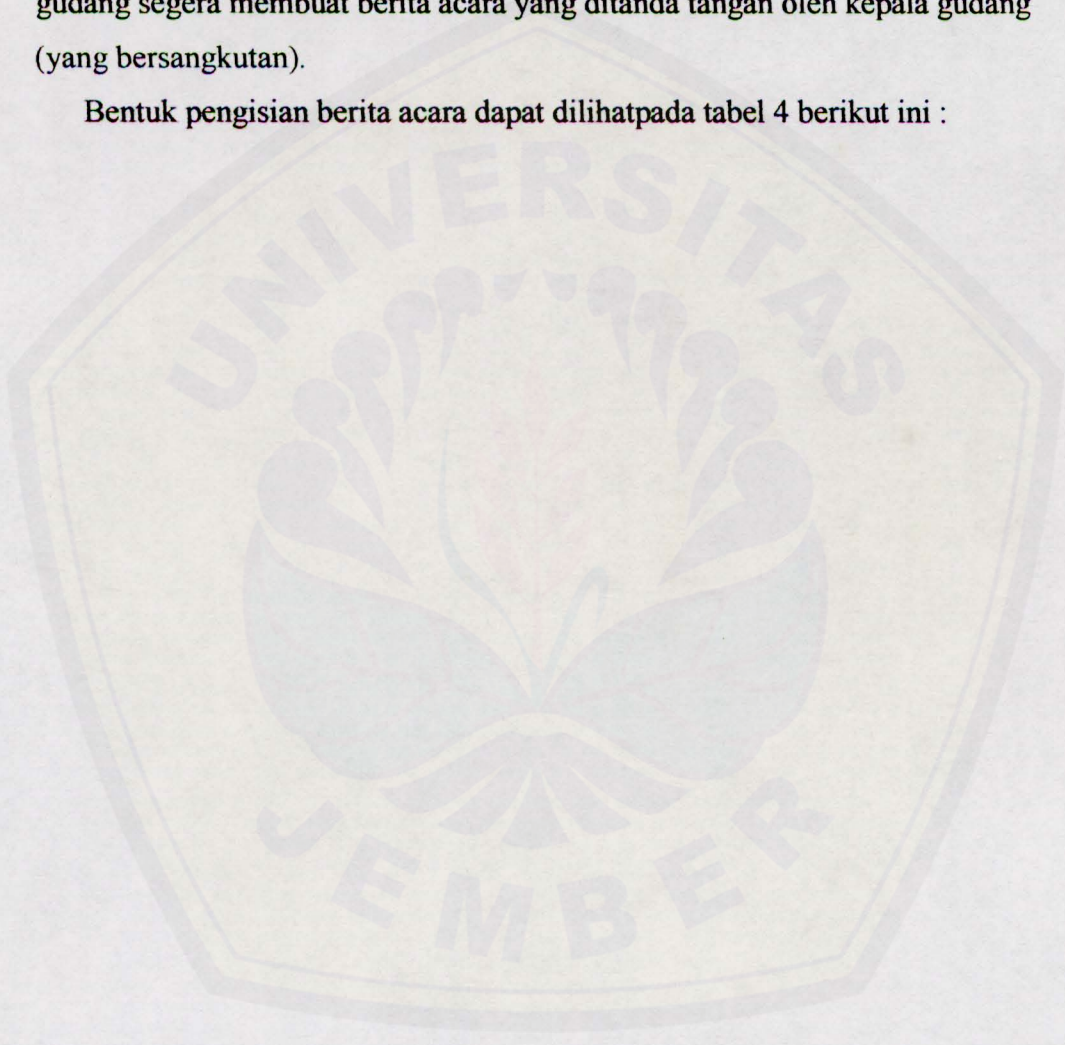 gudang segera membuat berita acara yang ditanda tangan oleh kepala gudang
(yang bersangkutan).
Bentuk pengisian berita acara dapat dilihatpada tabel 4 berikut ini :
UNIVERSITAS
JEMBER